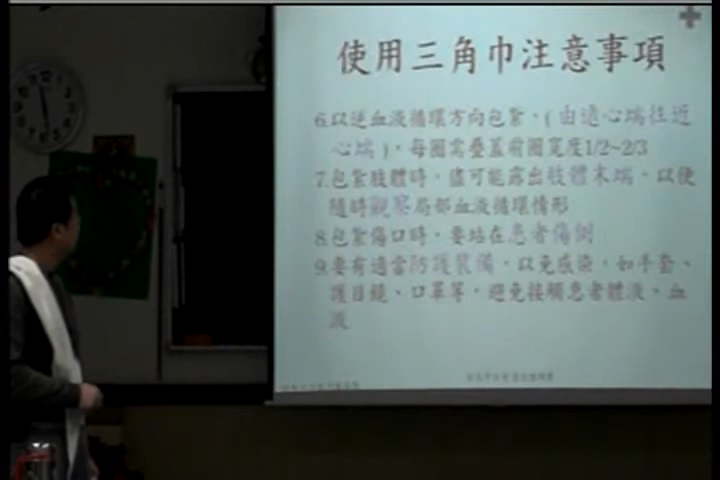 使用三角巾注意事項
6.以逆血液循環方向包紮，(由遠心端往近
心端)，每圈需疊蓋前圈寬度1/2~2/3
7.包紮肢體時，儘可能露出肢體末端，以便
隨時觀察局部血液循環情形
8.包紮傷口時，要站在患者傷側
9.要有適當防護裝備，以免感染，如手套、
護目鏡、口罩等，避免接觸患者體液、血
液